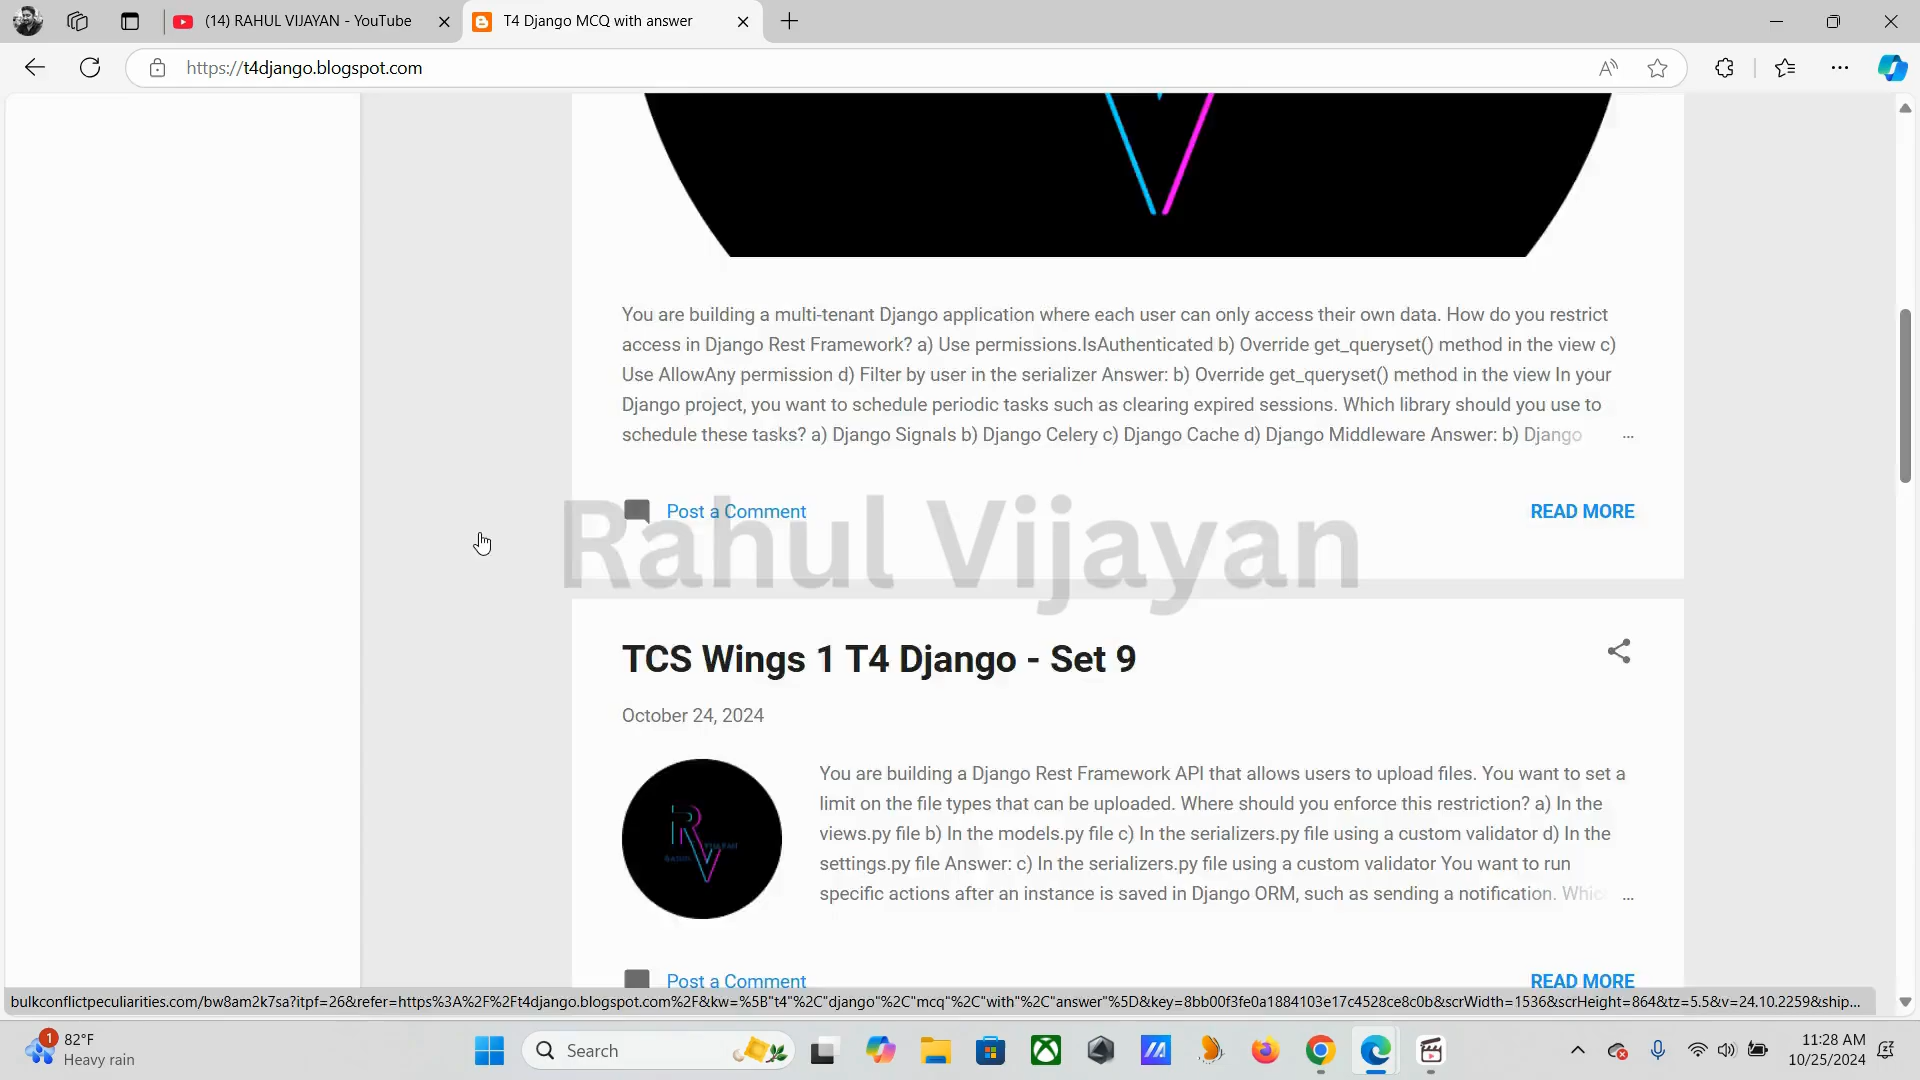 (14) RAHUL VIJAYAN - YouTube
T4 Django MCQ with answer
https://t4django.blogspot.com
You are building a multi-tenant Django application where each user can only access their own data. How do you restrict
access in Django Rest Framework? a) Use permissions.IsAuthenticated b) Override get_queryset() method in the view c)
Use AllowAny permission d) Filter by user in the serializer Answer: b) Override get_queryset() method in the view In your
Django project, you want to schedule periodic tasks such as clearing expired sessions. Which library should you use to
schedule these tasks? a) Django Signals b) Django Celery c) Django Cache d) Django Middleware Answer: b) Django ...
Post a Comment
READ MORE
Rahul Vijayan
TCS Wings 1 T4 Django - Set 9
October 24, 2024
You are building a Django Rest Framework API that allows users to upload files. You want to set a
limit on the file types that can be uploaded. Where should you enforce this restriction? a) In the
views.py file b) In the models.py file c) In the serializers.py file using a custom validator d) In the
settings.py file Answer: c) In the serializers.py file using a custom validator You want to run
specific actions after an instance is saved in Django ORM, such as sending a notification. Whic ...
Post a Comment
READ MORE
bulkconflictpeculiarities.com/bw8am2k7sa?itpf=26&refer=https%3A%2F%2Ft4django.blogspot.com%2F&kw=%5B"t4"%2C"django"%2C"mcq"%2C"with"%2C"answer"%5D&key=8bb00f3fe0a1884103e17c4528ce8c0b&scrWidth=1536&scrHeight=864&tz=5.5&v=24.10.2259&ship...
1
82°F
Heavy rain
Search
11:28 AM
10/25/2024